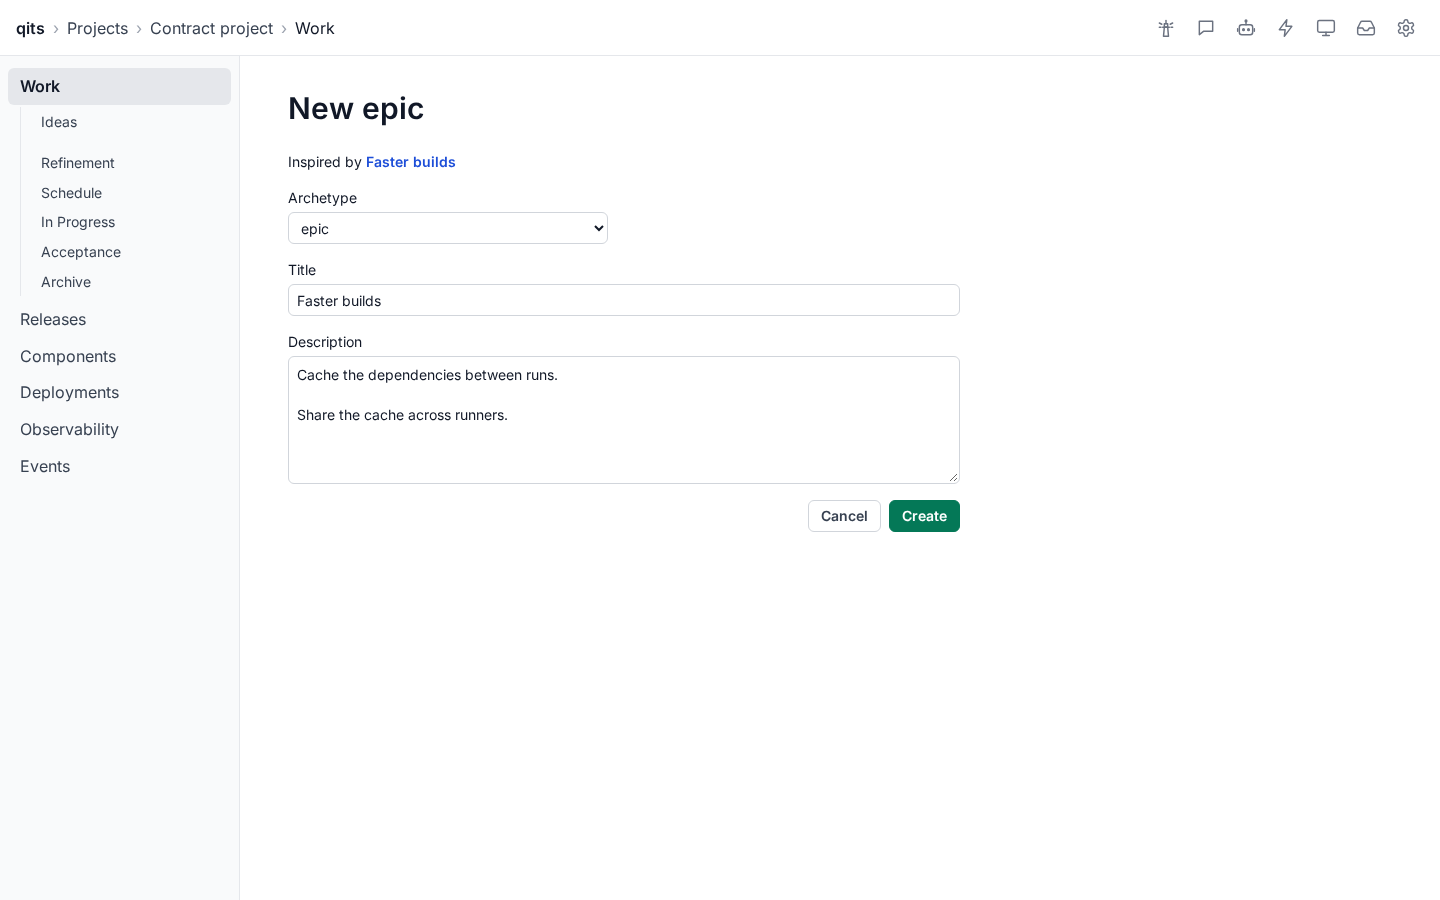 qits › Projects › Contract project › Work
Work
Ideas
Refinement
Schedule
In Progress
Acceptance
Archive
Releases
Components
Deployments
Observability
Events
New epic
Inspired by Faster builds
Archetype
epic
Title
Faster builds
Description
Cache the dependencies between runs.
Share the cache across runners.
Cancel Create